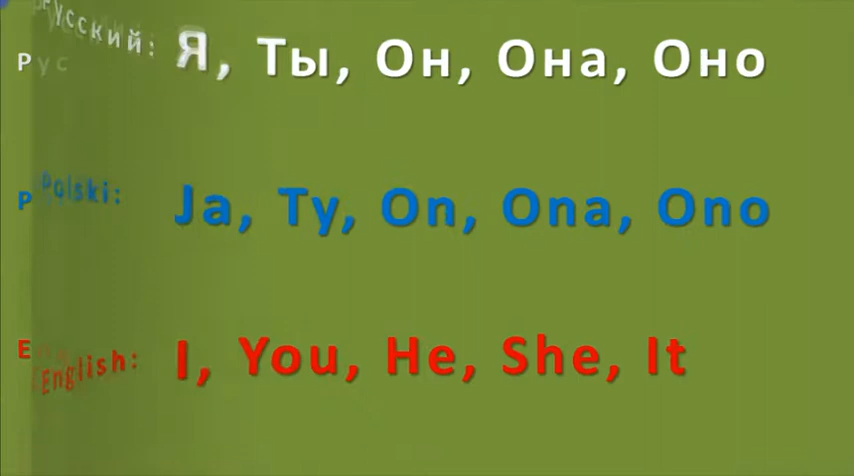 Русский: Я, Ты, Он, Она, Оно
Polski: Ja, Ty, On, Ona, Ono
English: I, You, He, She, It